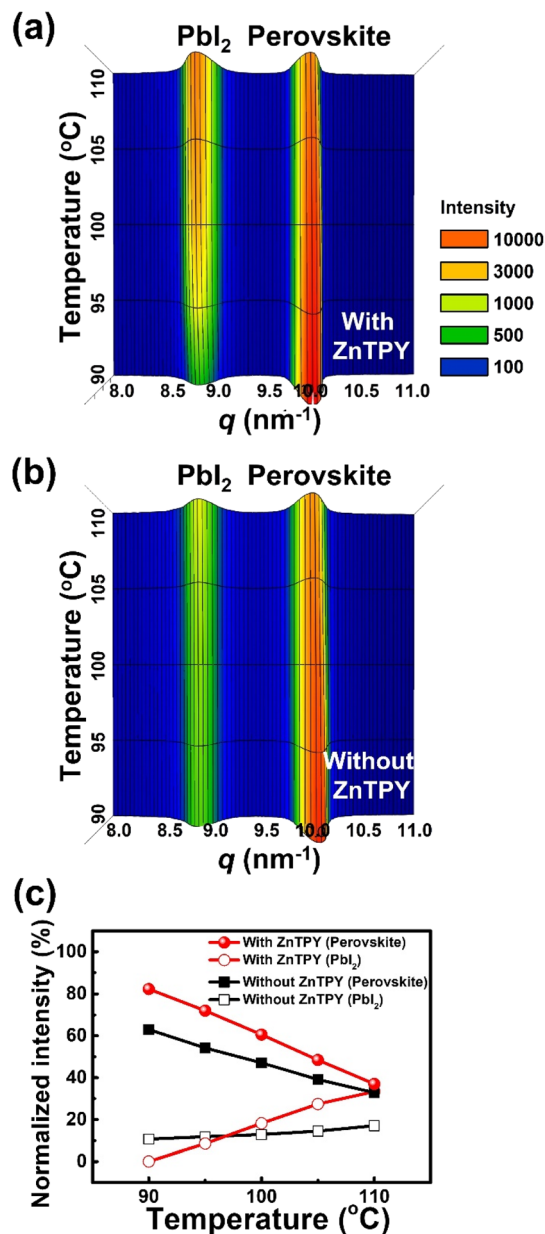 (a)
PbI₂ Perovskite
Temperature (°C)
110
105
100
95
90
8.0 8.5 9.0 9.5 10.0 10.5 11.0
q (nm⁻¹)
With
ZnTPY
Intensity
10000
3000
1000
500
100
(b)
PbI₂ Perovskite
Temperature (°C)
110
105
100
95
90
8.0 8.5 9.0 9.5 10.0 10.5 11.0
q (nm⁻¹)
Without
ZnTPY
(c)
Normalized intensity (%)
100
80
60
40
20
0
With ZnTPY (Perovskite)
With ZnTPY (PbI₂)
Without ZnTPY (Perovskite)
Without ZnTPY (PbI₂)
90 100 110
Temperature (°C)